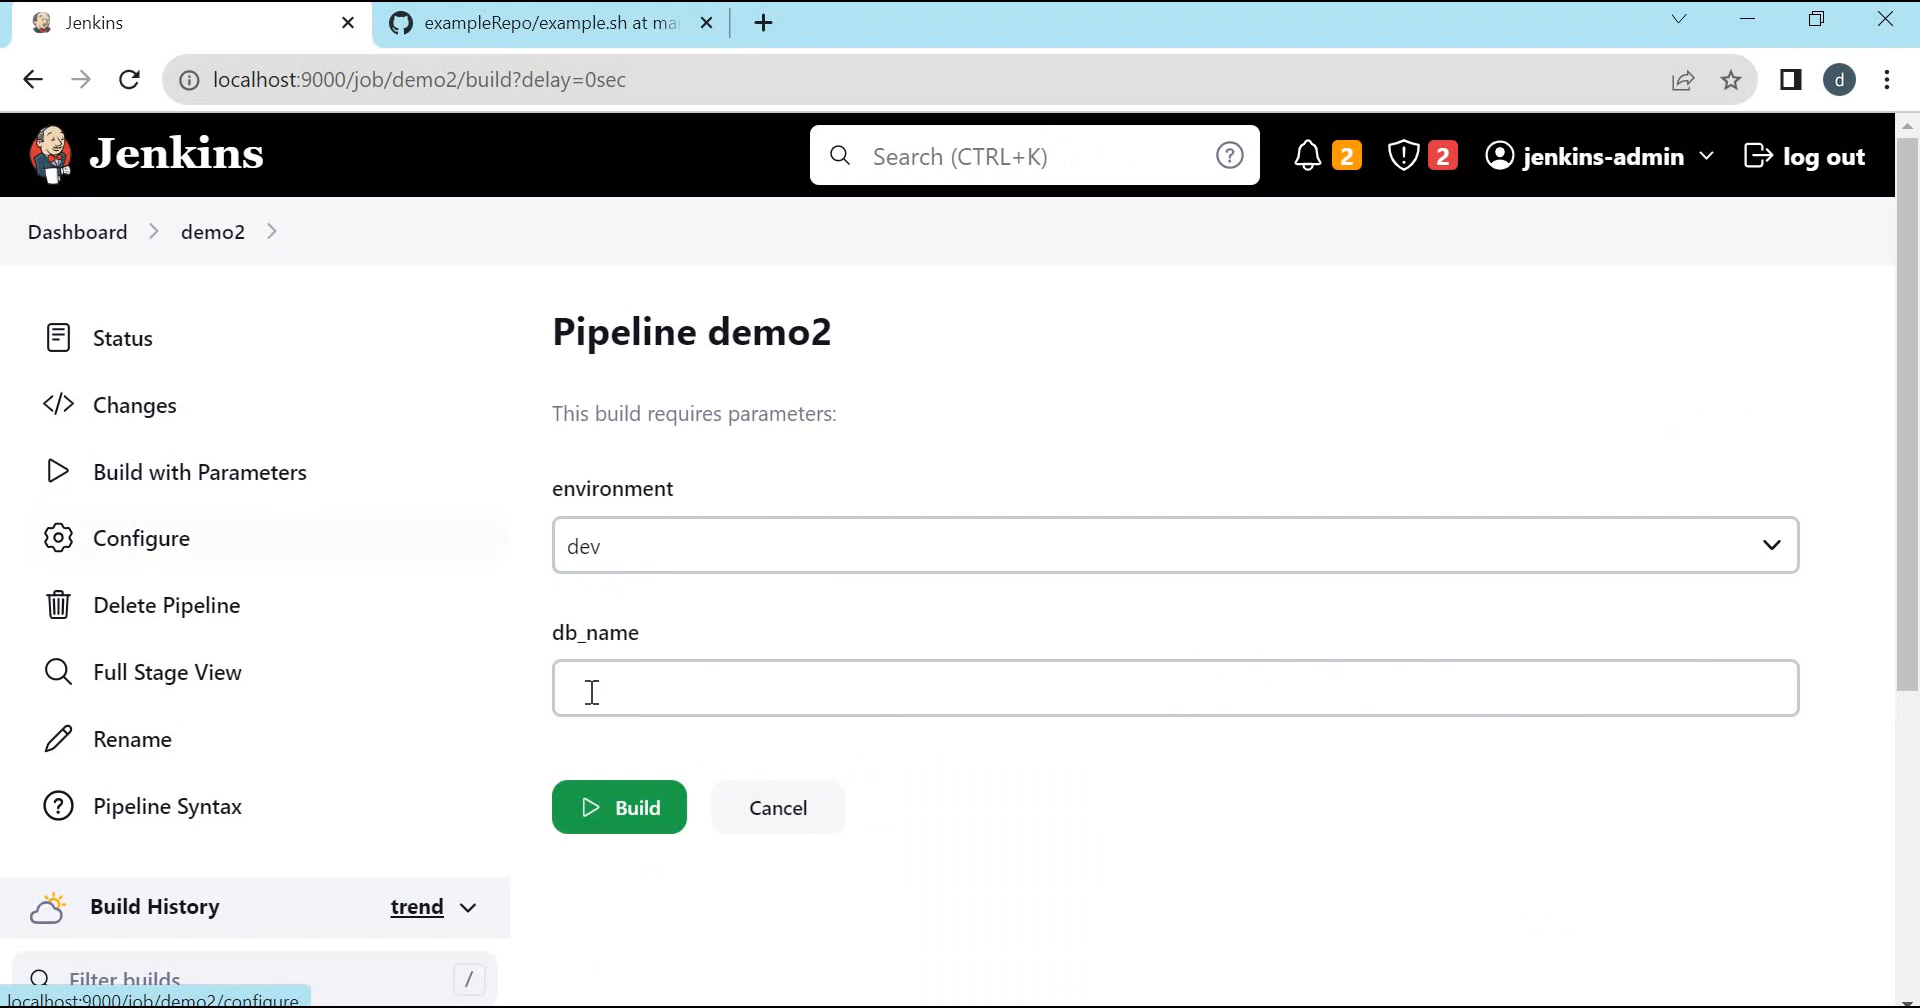 Jenkins
exampleRepo/example.sh at mai
localhost:9000/job/demo2/build?delay=0sec
d
Jenkins
Search (CTRL+K)
2
2
jenkins-admin
log out
Dashboard
demo2
Status
Changes
Build with Parameters
Configure
Delete Pipeline
Full Stage View
Rename
Pipeline Syntax
Pipeline demo2
This build requires parameters:
environment
dev
db_name
Build
Cancel
Build History
trend
Filter builds
/
localhost:9000/job/demo2/configure